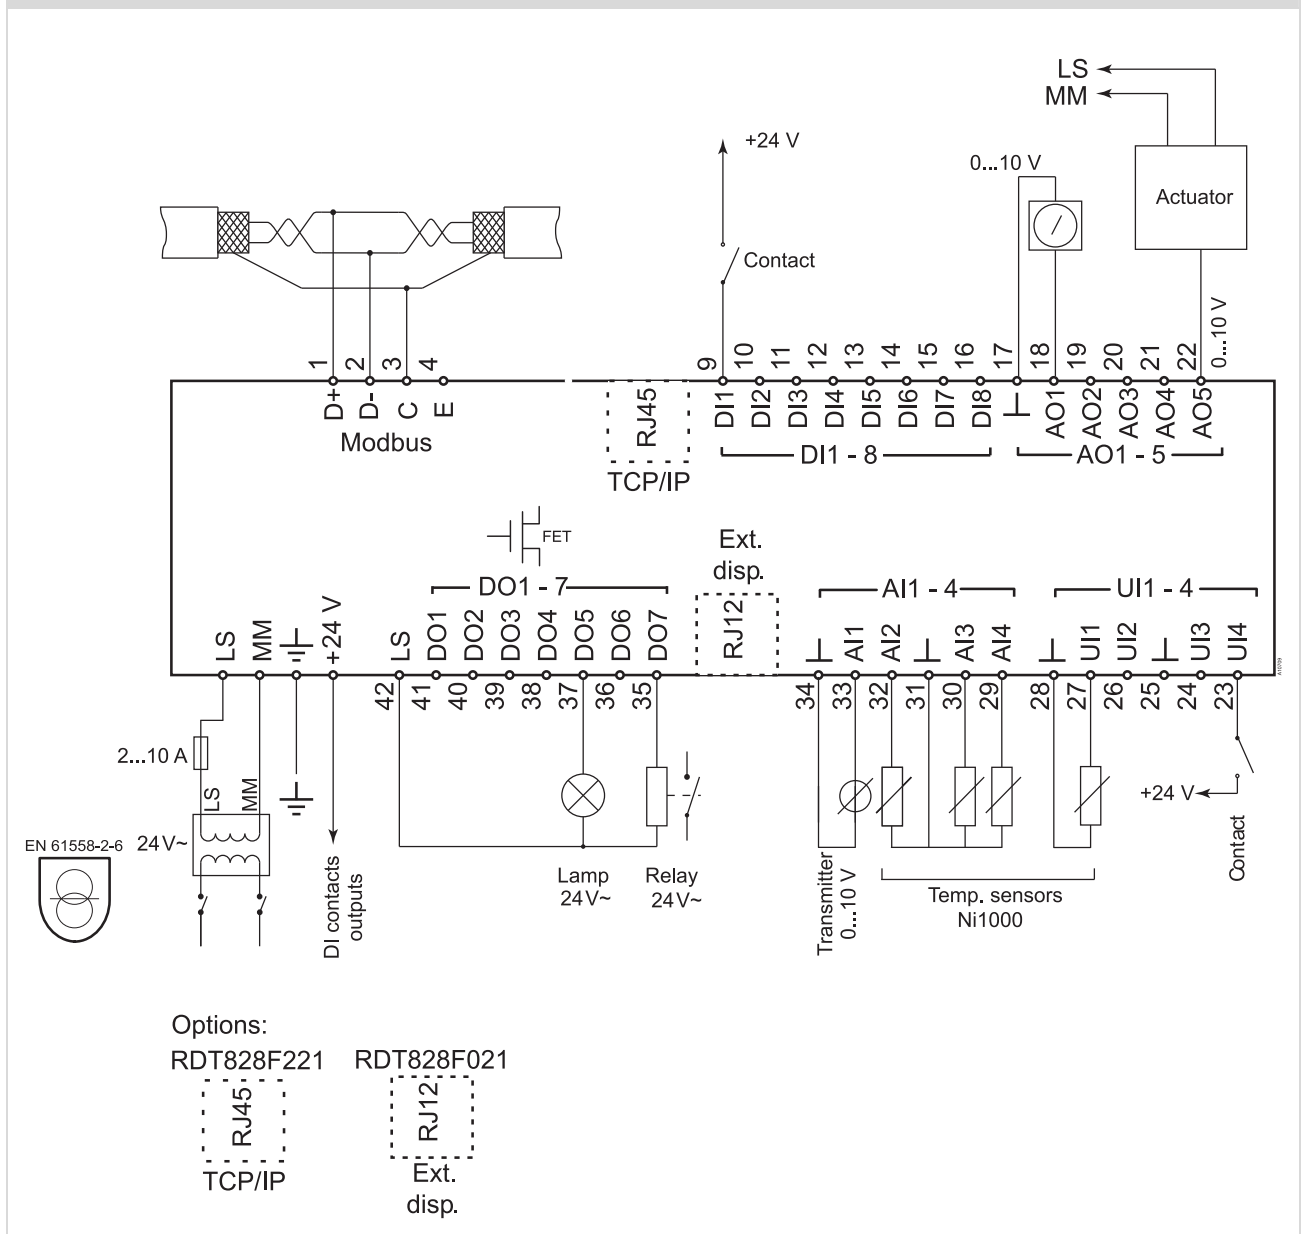 LS
MM
+24 V
0...10 V
Actuator
Contact
0...10 V
1 2 3 4 9 10 11 12 13 14 15 16 17 18 19 20 21 22
D+ D- C E RJ45 DI1 DI2 DI3 DI4 DI5 DI6 DI7 DI8 AO1 AO2 AO3 AO4 AO5
Modbus DI1 - 8 AO1 - 5
TCP/IP
FET
Ext.
disp.
DO1 - 7 AI1 - 4 UI1 - 4
LS MM +24 V LS DO1 DO2 DO3 DO4 DO5 DO6 DO7 RJ12 AI1 AI2 AI3 AI4 UI1 UI2 UI3 UI4
42 41 40 39 38 37 36 35 34 33 32 31 30 29 28 27 26 25 24 23
2...10 A
LS MM
+24 V
EN 61558-2-6 24V~
DI contacts
outputs
Lamp
24V~
Relay
24V~
Transmitter
0...10 V
Temp. sensors
Ni1000
Contact
Options:
RDT828F221 RDT828F021
RJ45 RJ12
TCP/IP Ext.
disp.